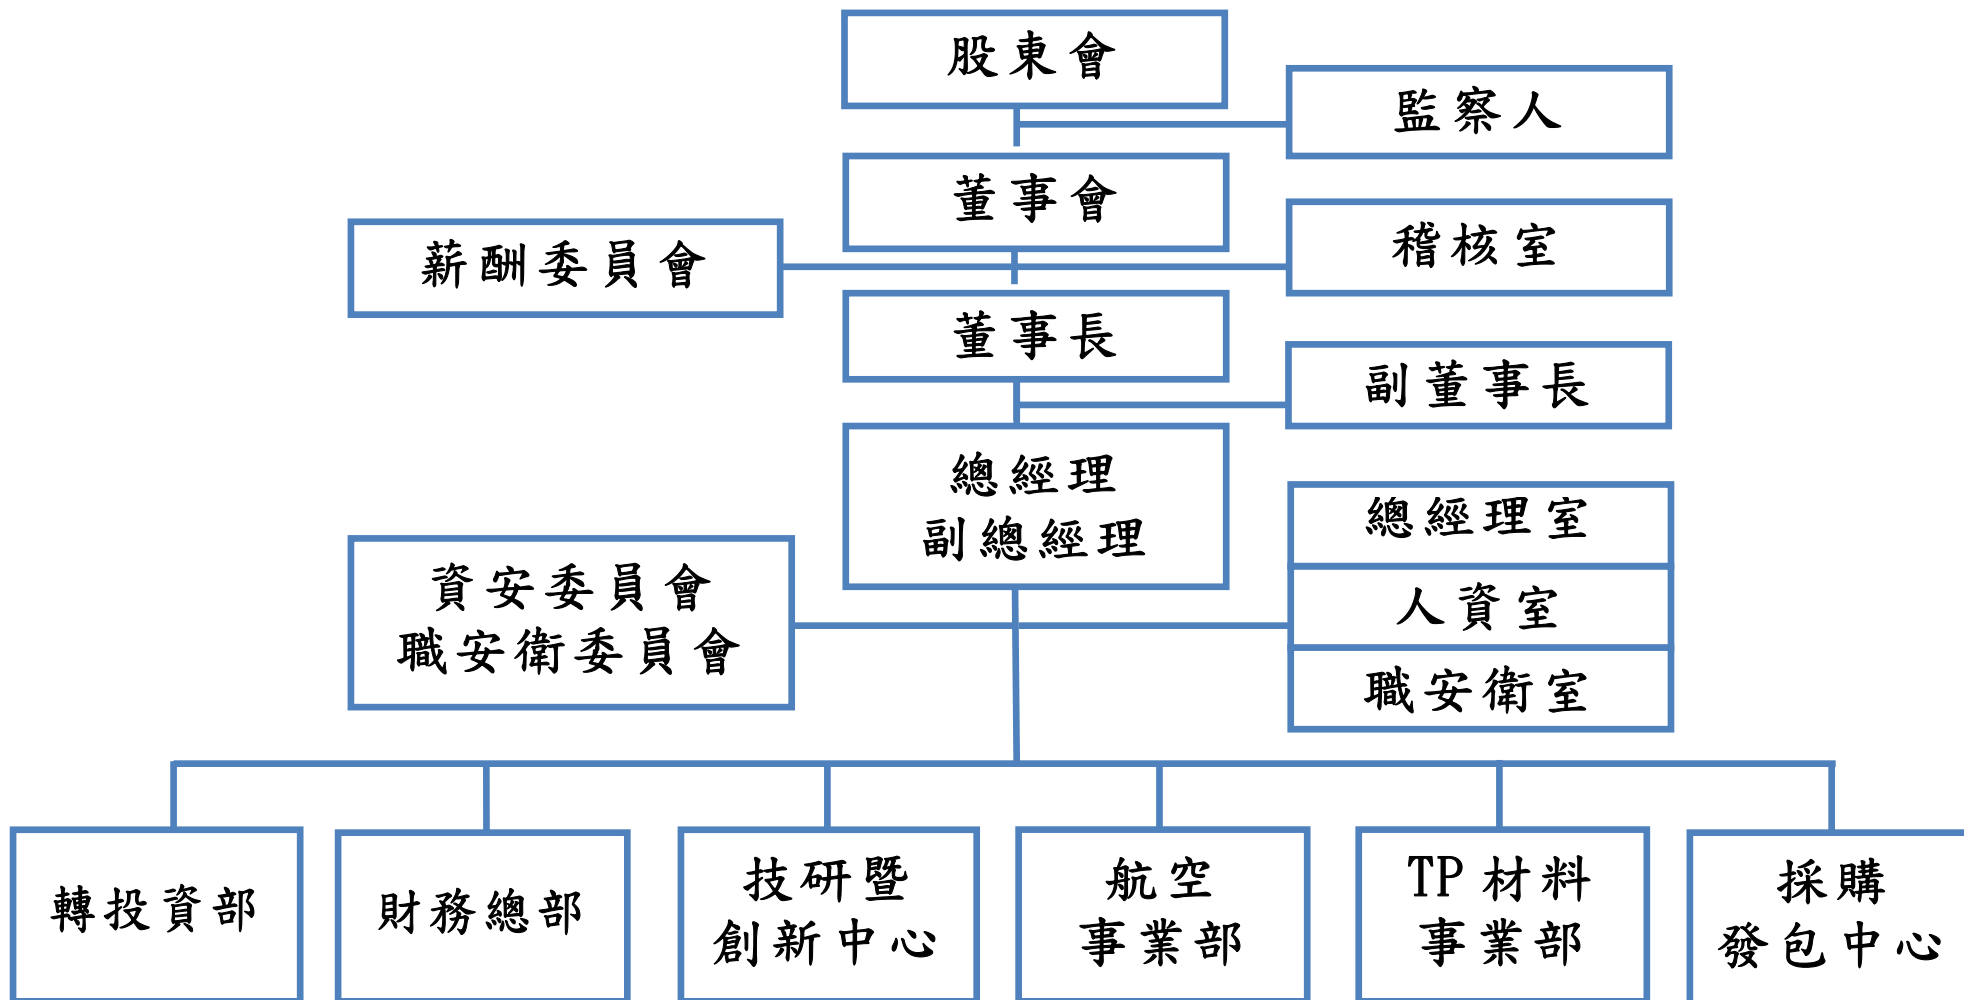 股東會
監察人
董事會
薪酬委員會
稽核室
董事長
副董事長
總經理
副總經理
總經理室
資安委員會
職安衛委員會
人資室
職安衛室
轉投資部
財務總部
技研暨
創新中心
航空
事業部
TP材料
事業部
採購
發包中心